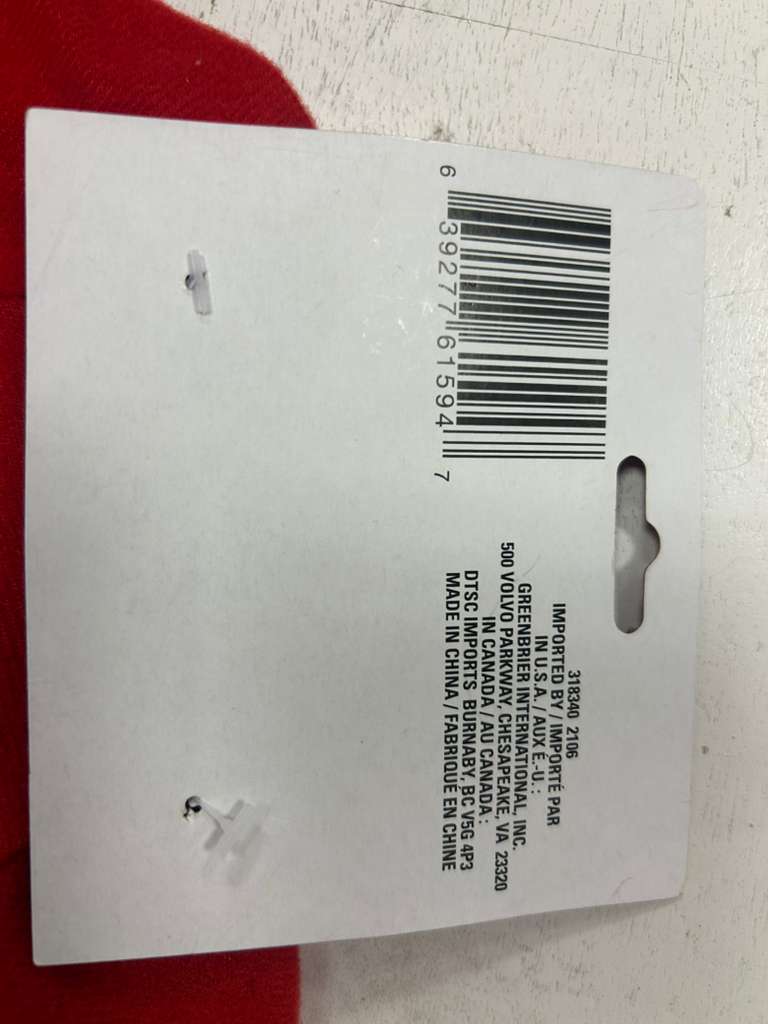 6 39277 61594 7
318340 2106
IMPORTED BY / IMPORTÉ PAR
IN U.S.A. / AUX É.-U. :
GREENBRIER INTERNATIONAL, INC.
500 VOLVO PARKWAY, CHESAPEAKE, VA 23320
IN CANADA / AU CANADA :
DTSC IMPORTS BURNABY, BC V5G 4P3
MADE IN CHINA / FABRIQUÉ EN CHINE